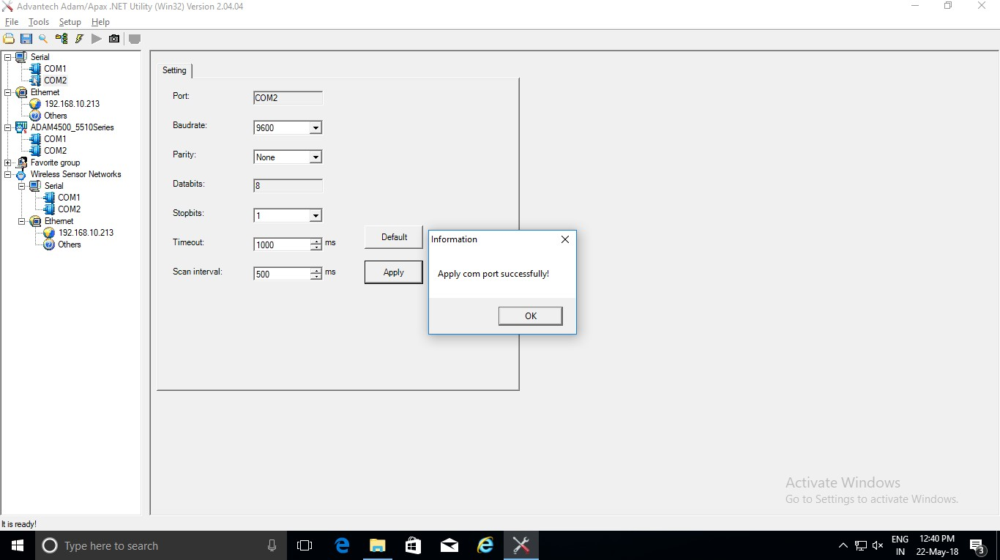 Advantech Adam/Apax .NET Utility (Win32) Version 2.04.04
File Tools Setup Help
Serial
COM1
COM2
Ethernet
192.168.10.213
Others
ADAM4500_5510Series
COM1
COM2
Favorite group
Wireless Sensor Networks
Serial
COM1
COM2
Ethernet
192.168.10.213
Others
Setting
Port: COM2
Baudrate: 9600
Parity: None
Databits: 8
Stopbits: 1
Timeout: 1000 ms
Scan interval: 500 ms
Default
Apply
Information
Apply com port successfully!
OK
Activate Windows
Go to Settings to activate Windows.
It is ready!
Type here to search
ENG
IN
12:40 PM
22-May-18
3